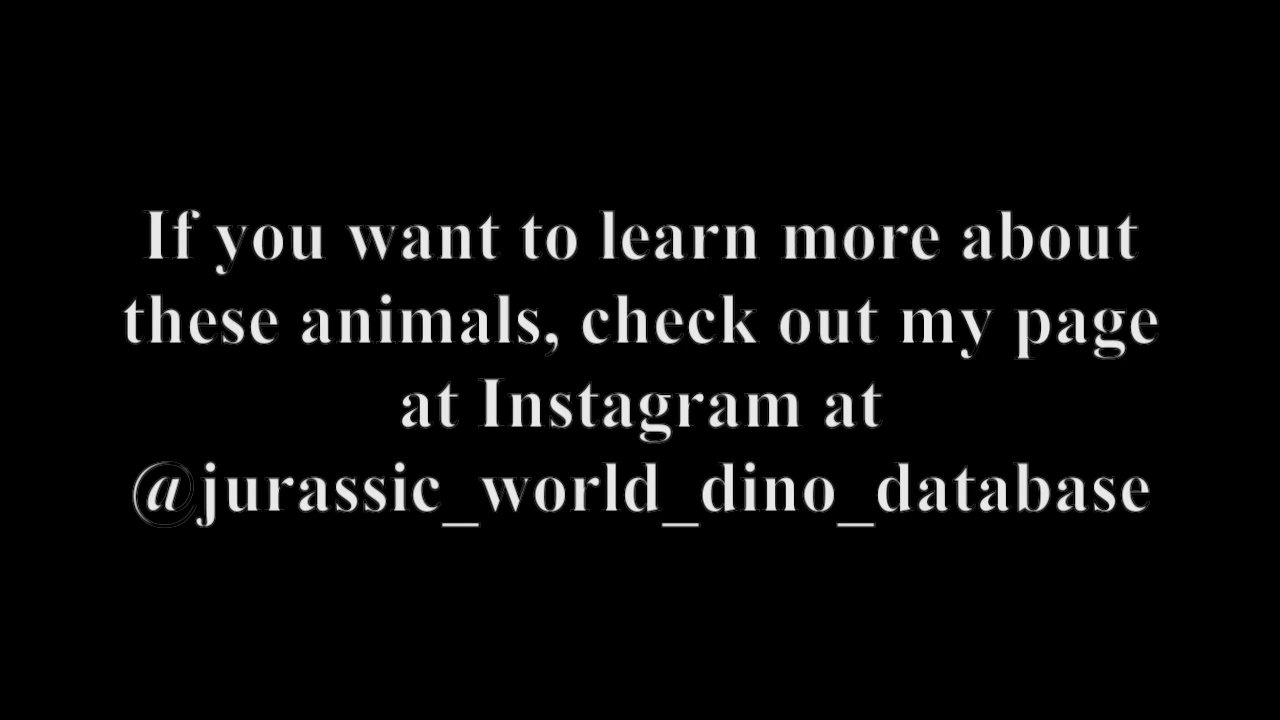 If you want to learn more about
these animals, check out my page
at Instagram at
@jurassic_world_dino_database